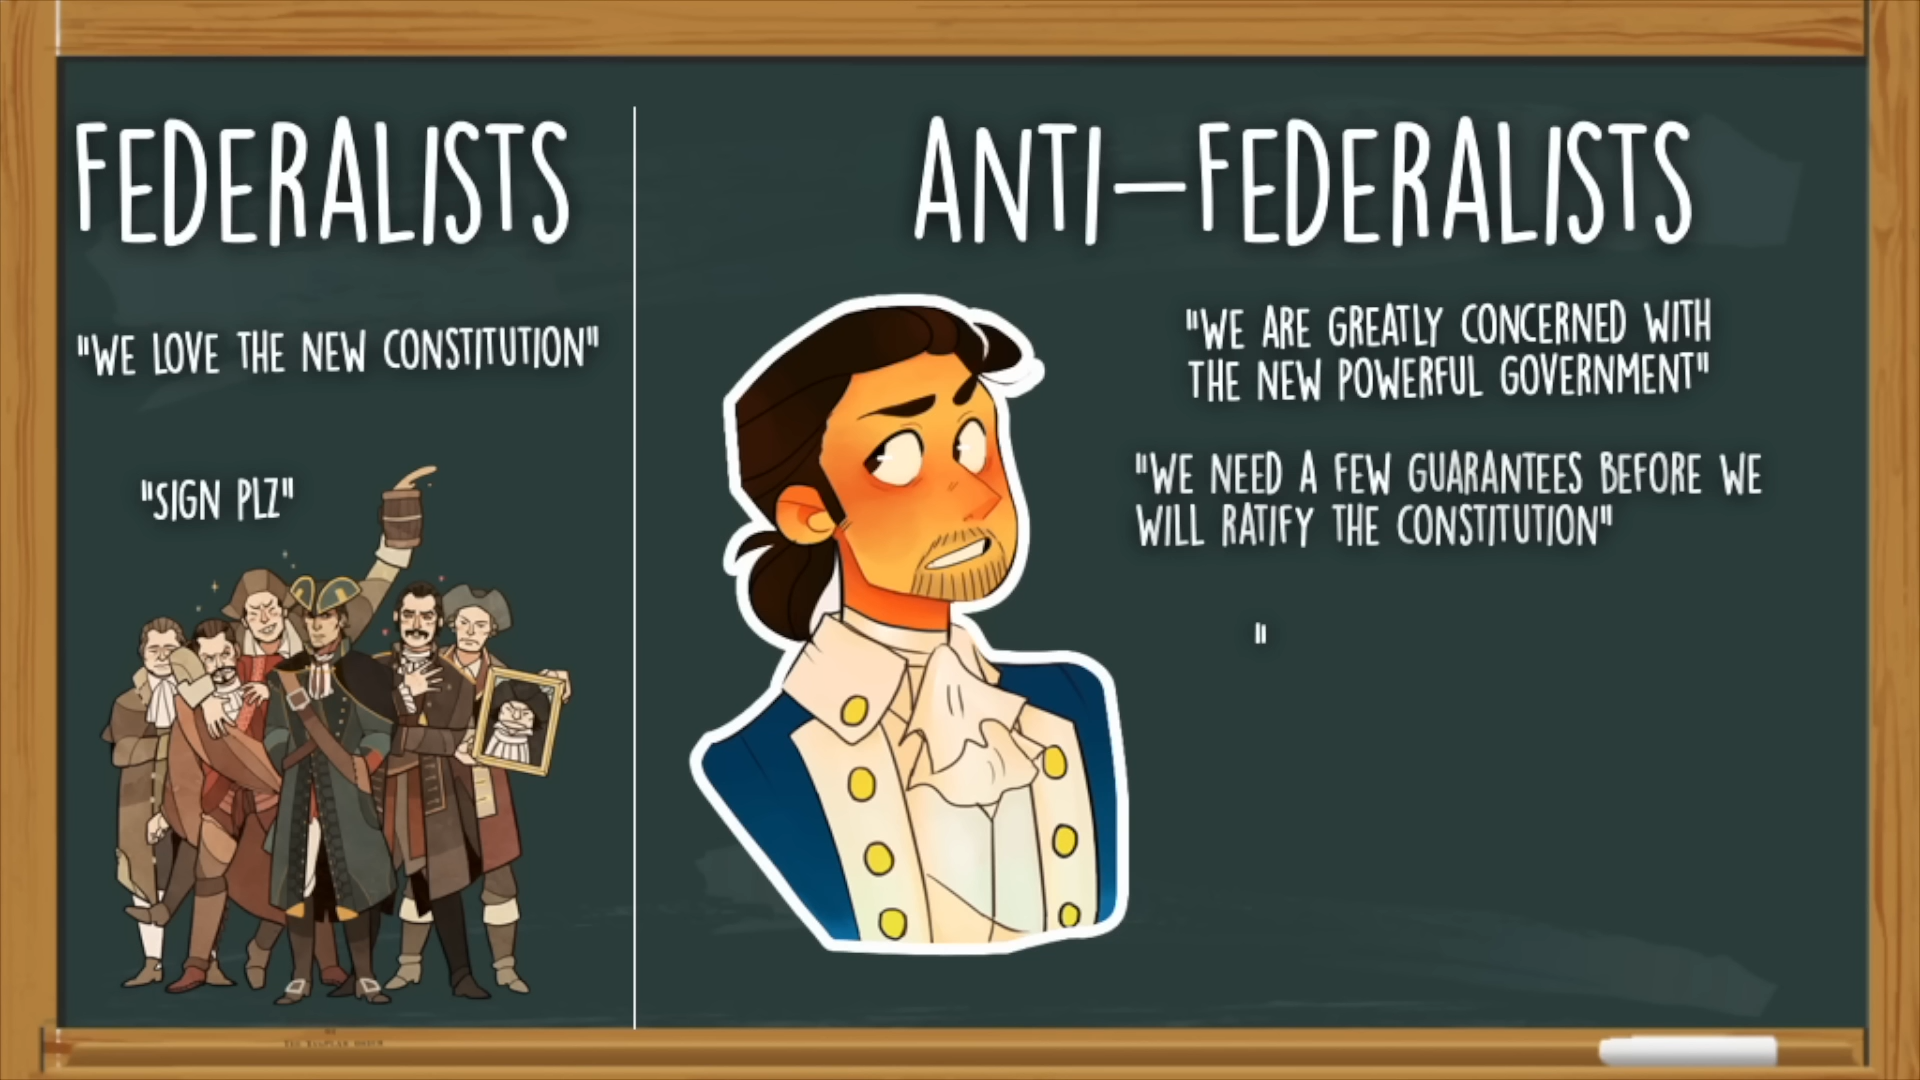 FEDERALISTS
"WE LOVE THE NEW CONSTITUTION"
"SIGN PLZ"
ANTI-FEDERALISTS
"WE ARE GREATLY CONCERNED WITH
THE NEW POWERFUL GOVERNMENT"
"WE NEED A FEW GUARANTEES BEFORE WE
WILL RATIFY THE CONSTITUTION"
"